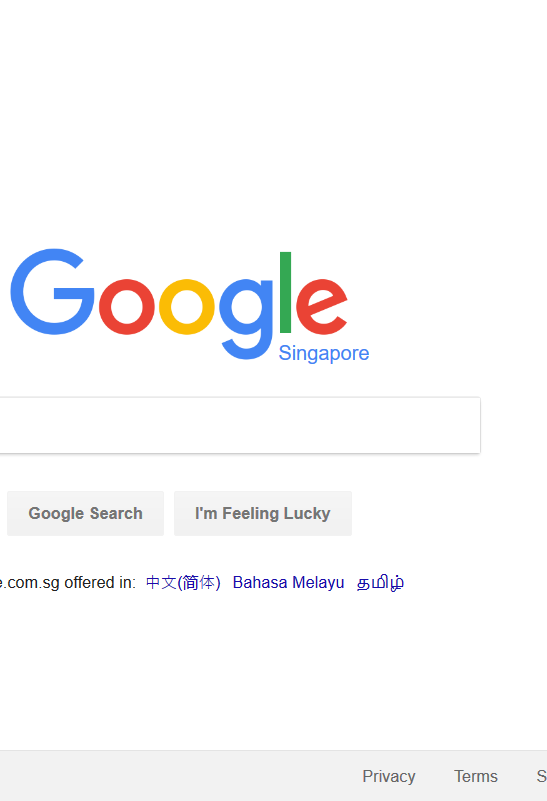 Google
Singapore
Google Search I'm Feeling Lucky
.com.sg offered in: 中文(简体) Bahasa Melayu தமிழ்
Privacy Terms